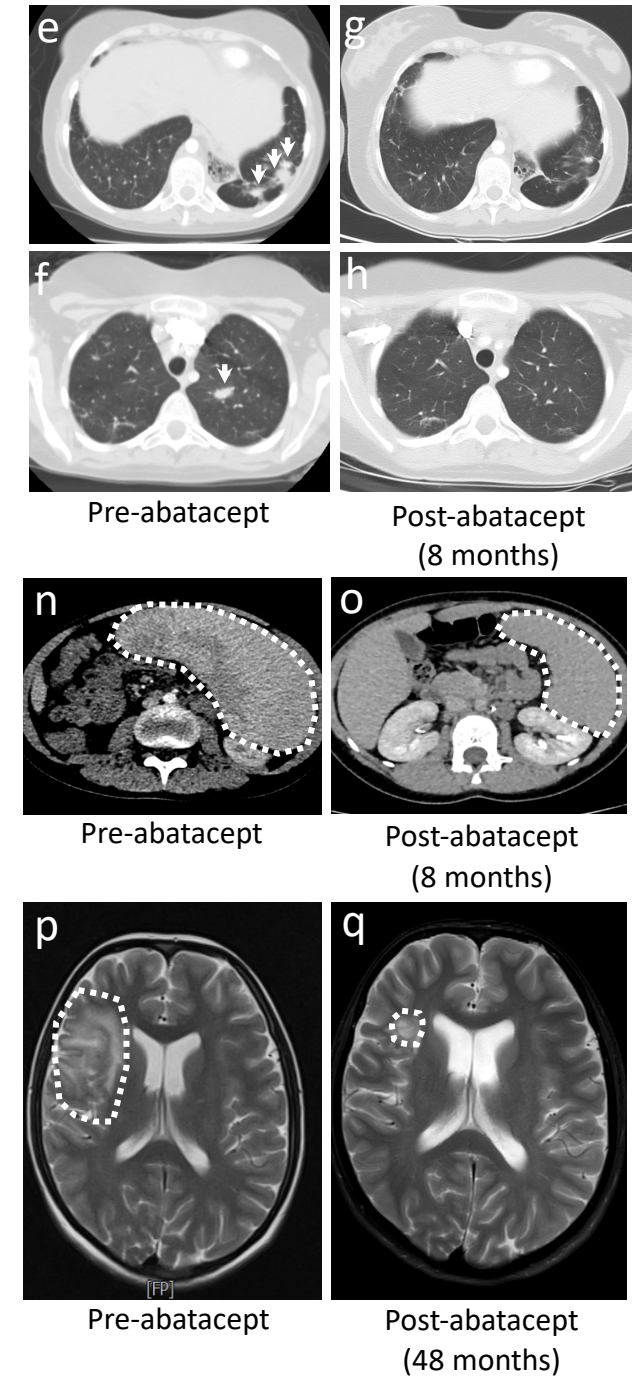 e
g
f
h
Pre-abatacept
Post-abatacept
(8 months)
n
o
Pre-abatacept
Post-abatacept
(8 months)
p
q
[FP]
Pre-abatacept
Post-abatacept
(48 months)